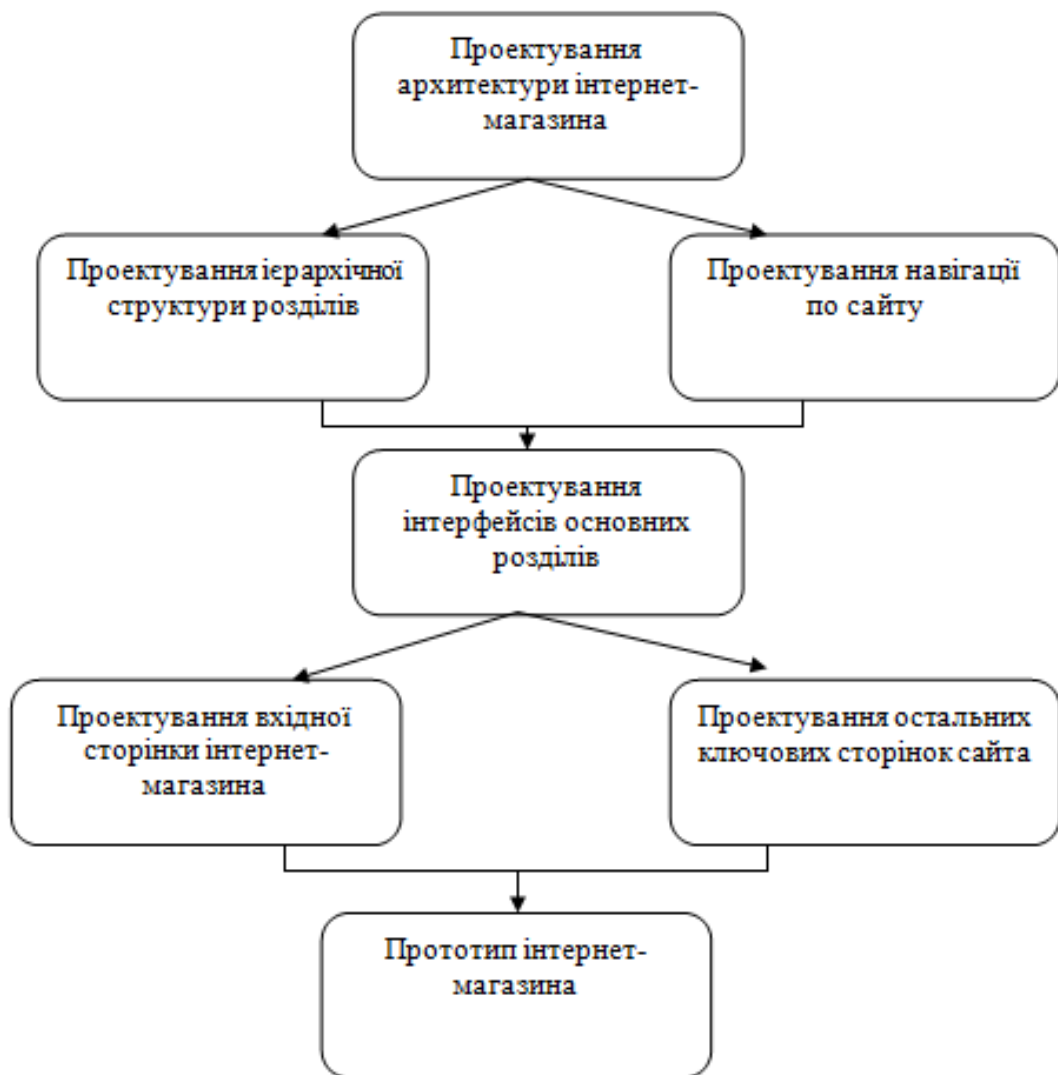 Проектування
архитектури інтернет-
магазина
Проектування ієрархічної
структури розділів
Проектування навігації
по сайту
Проектування
інтерфейсів основних
розділів
Проектування вхідної
сторінки інтернет-
магазина
Проектування остальних
ключових сторінок сайта
Прототип інтернет-
магазина